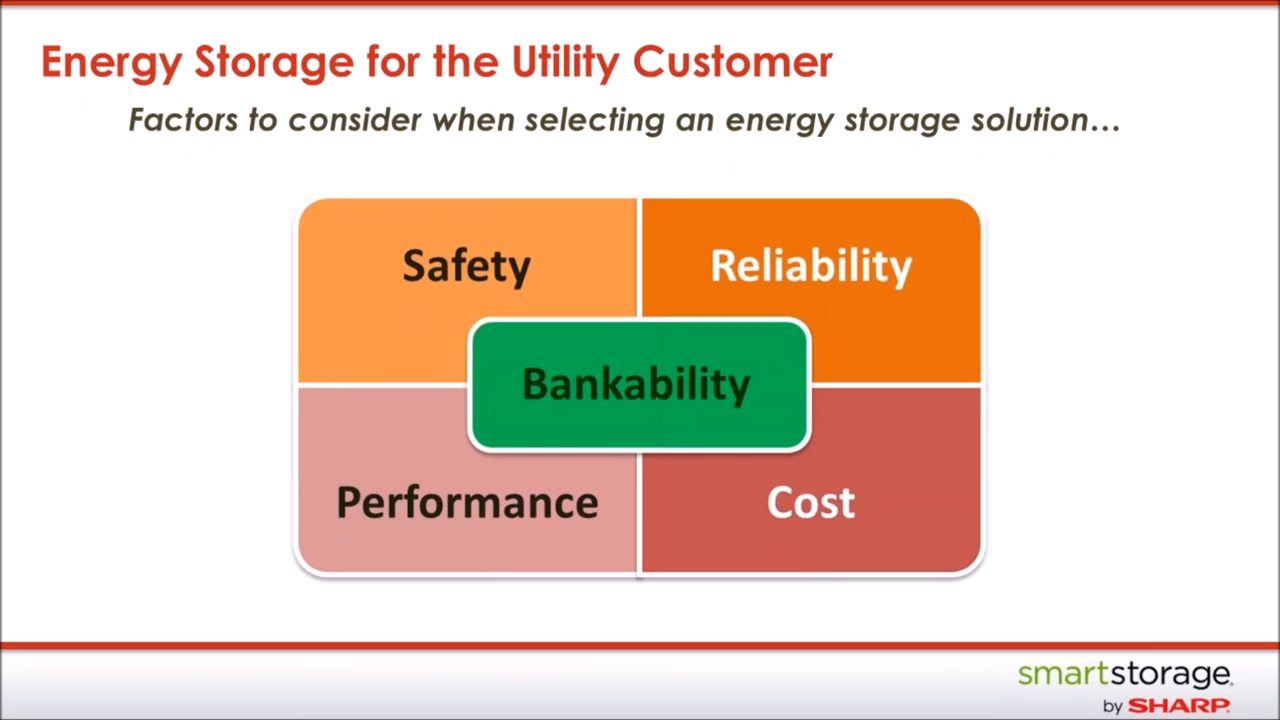 Energy Storage for the Utility Customer
Factors to consider when selecting an energy storage solution...
Safety
Reliability
Bankability
Performance
Cost
smartstorage
by SHARP